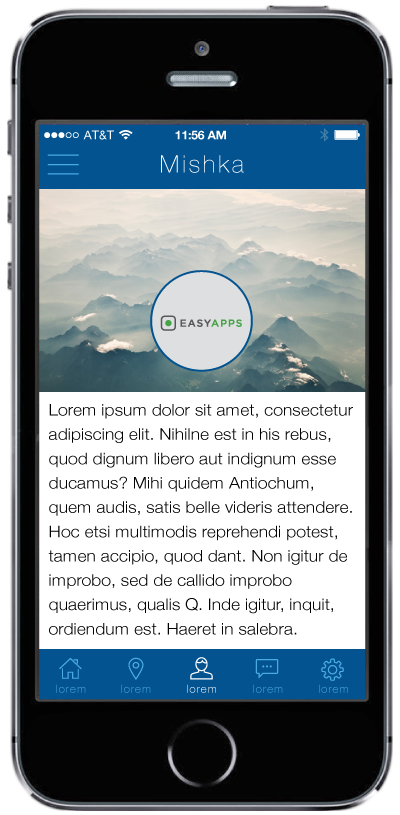 AT&T 11:56 AM
Mishka
EASYAPPS
Lorem ipsum dolor sit amet, consectetur
adipiscing elit. Nihilne est in his rebus,
quod dignum libero aut indignum esse
ducamus? Mihi quidem Antiochum,
quem audis, satis belle videris attendere.
Hoc etsi multimodis reprehendi potest,
tamen accipio, quod dant. Non igitur de
improbo, sed de callido improbo
quaerimus, qualis Q. Inde igitur, inquit,
ordiendum est. Haeret in salebra.
lorem lorem lorem lorem lorem